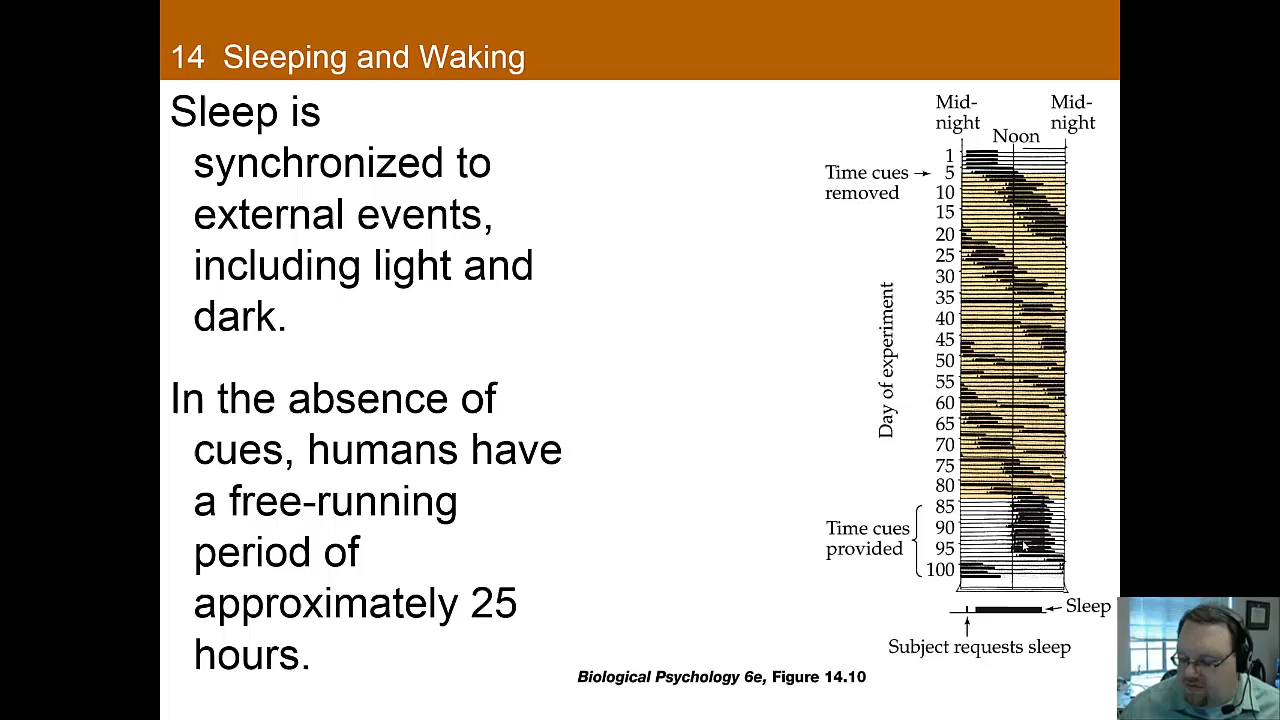 14 Sleeping and Waking
Sleep is
synchronized to
external events,
including light and
dark.
In the absence of
cues, humans have
a free-running
period of
approximately 25
hours.
Mid-
night
Noon
Mid-
night
Time cues
removed
Day of experiment
1
5
10
15
20
25
30
35
40
45
50
55
60
65
70
75
80
85
90
95
100
Time cues
provided
Sleep
Subject requests sleep
Biological Psychology 6e, Figure 14.10